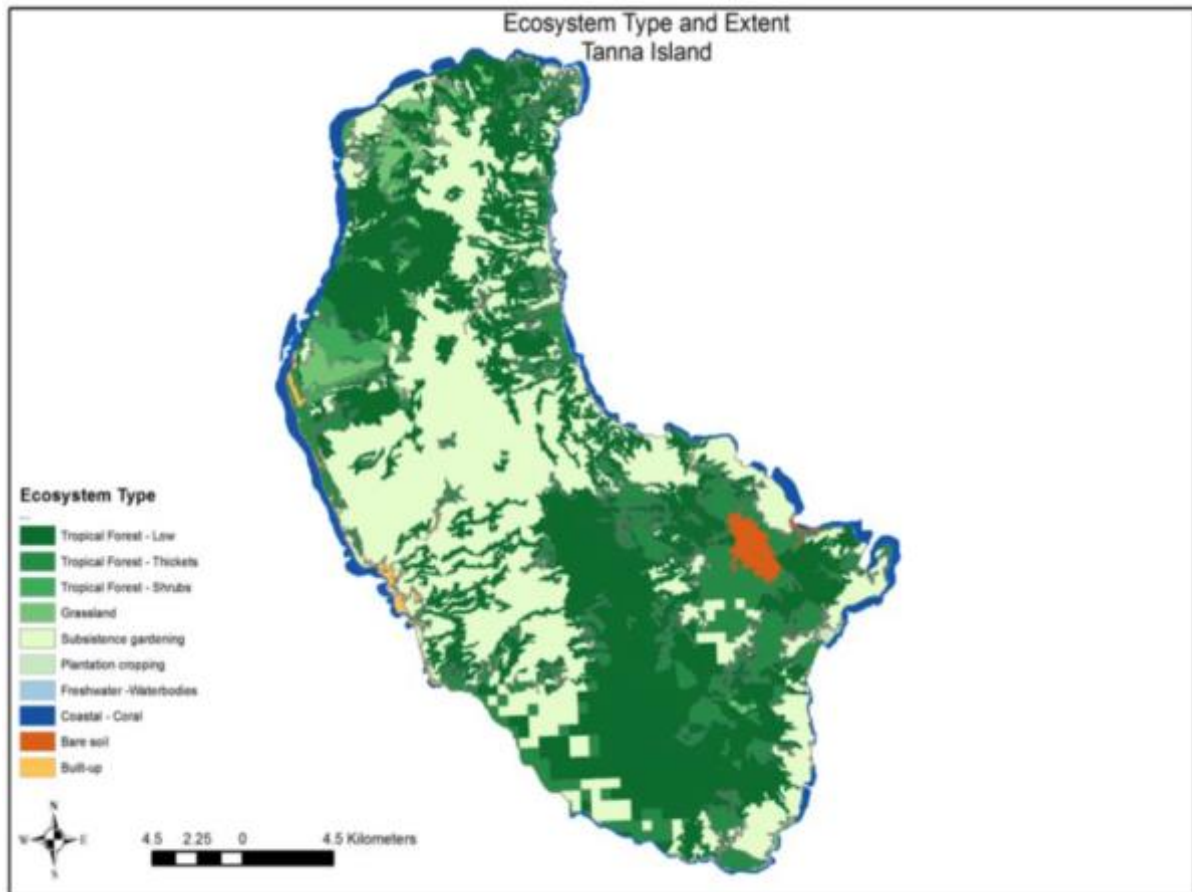 Ecosystem Type and Extent
Tanna Island
Ecosystem Type
Tropical Forest - Low
Tropical Forest - Thickets
Tropical Forest - Shrubs
Grassland
Subsistence gardening
Plantation cropping
Freshwater -Waterbodies
Coastal - Coral
Bare soil
Built-up
N
W E
S
4.5 2.25 0 4.5 Kilometers